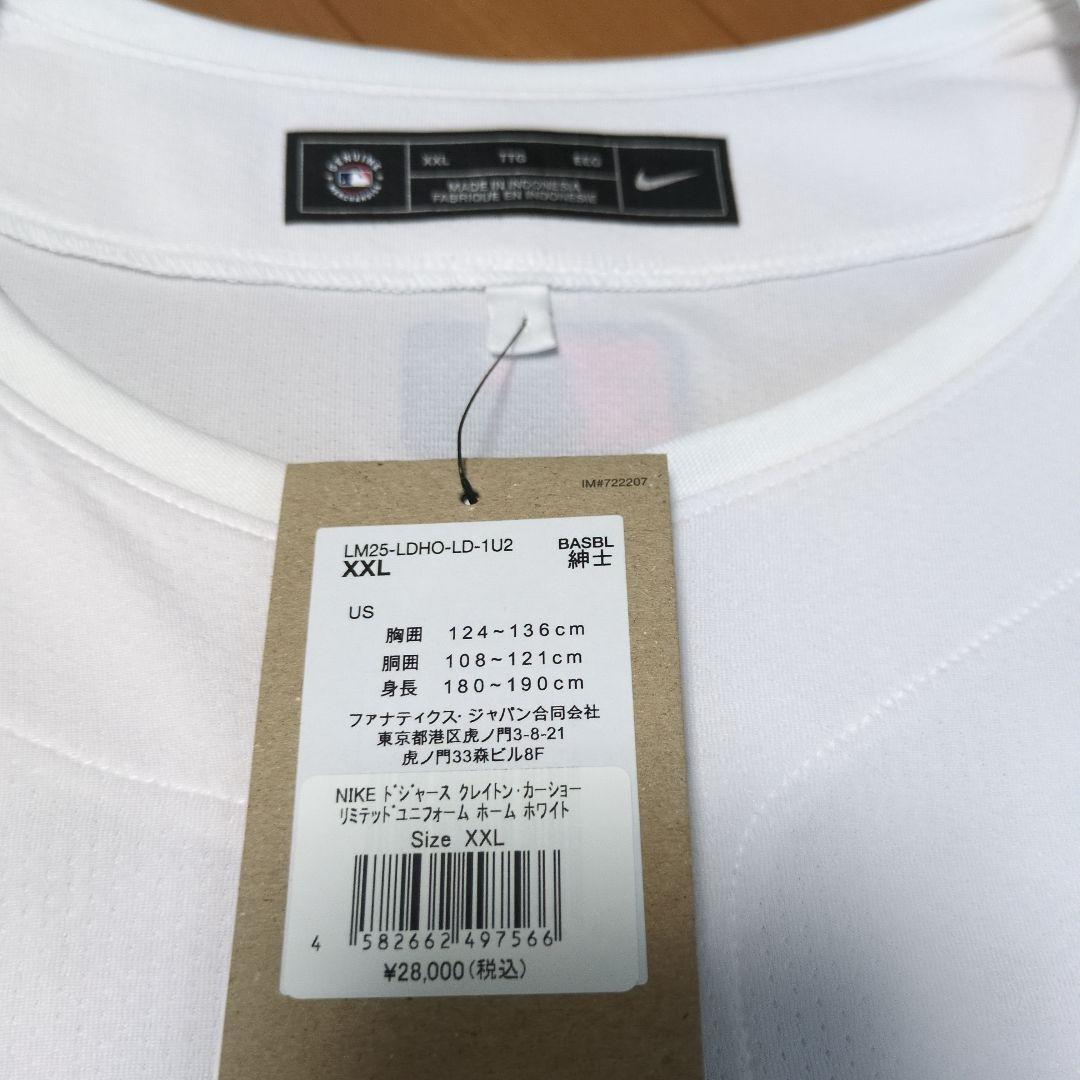 GENUINE
MERCHANDISE
XXL TTG EEG
MADE IN INDONESIA
FABRIQUE EN INDONESIE
IM#722207
LM25-LDHO-LD-1U2 BASBL
XXL 紳士
US
胸囲 124~136cm
胴囲 108~121cm
身長 180~190cm
ファナティクス・ジャパン合同会社
東京都港区虎ノ門3-8-21
虎ノ門33森ビル8F
NIKE ドジャース クレイトン・カーショー
リミテッドユニフォーム ホーム ホワイト
Size XXL
4 582662 497566
¥28,000(税込)